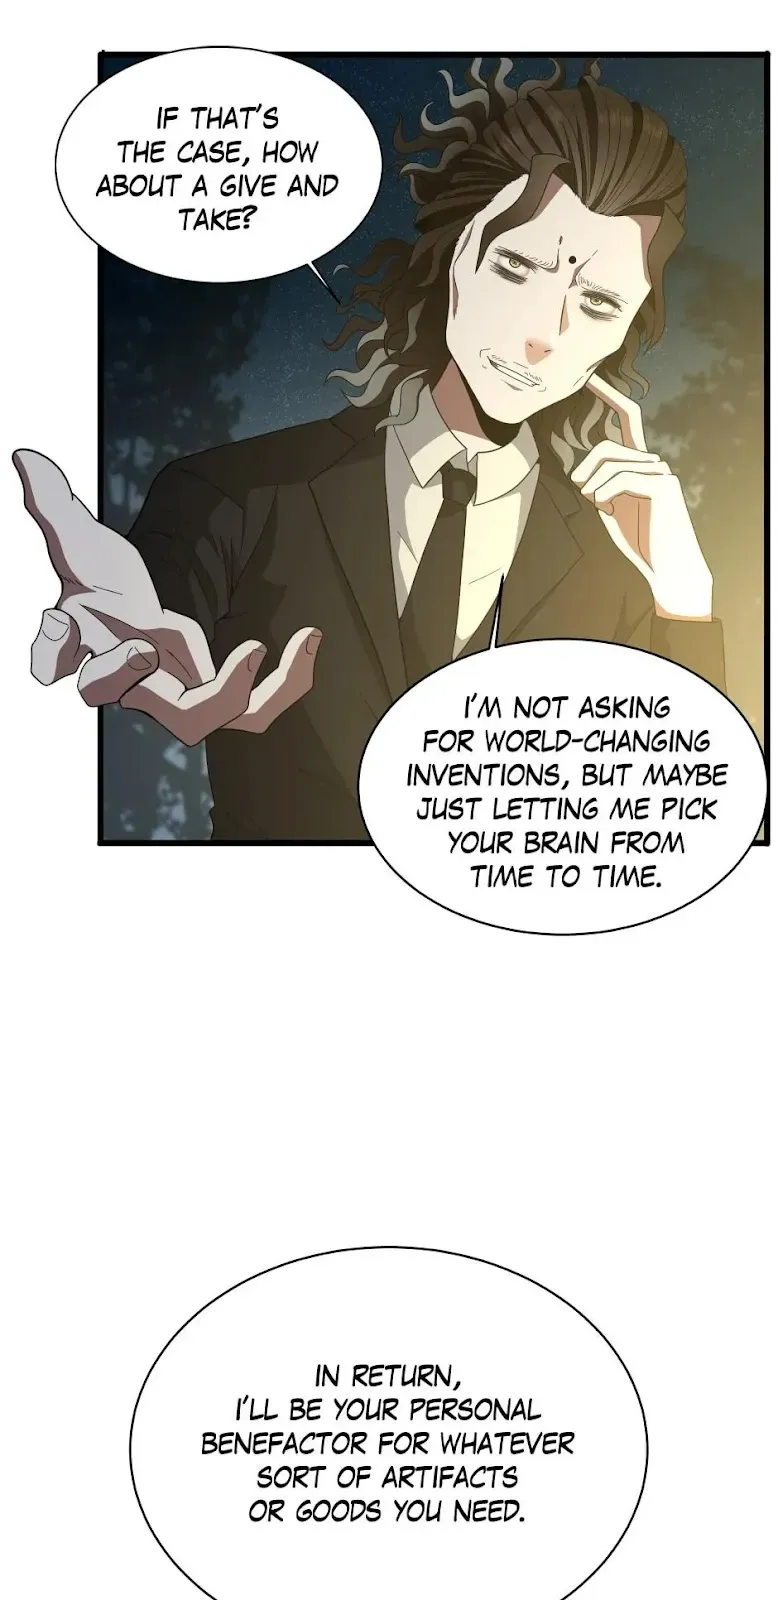 IF THAT'S
THE CASE, HOW
ABOUT A GIVE AND
TAKE?
I'M NOT ASKING
FOR WORLD-CHANGING
INVENTIONS, BUT MAYBE
JUST LETTING ME PICK
YOUR BRAIN FROM
TIME TO TIME.
IN RETURN,
I'LL BE YOUR PERSONAL
BENEFACTOR FOR WHATEVER
SORT OF ARTIFACTS
OR GOODS YOU NEED.